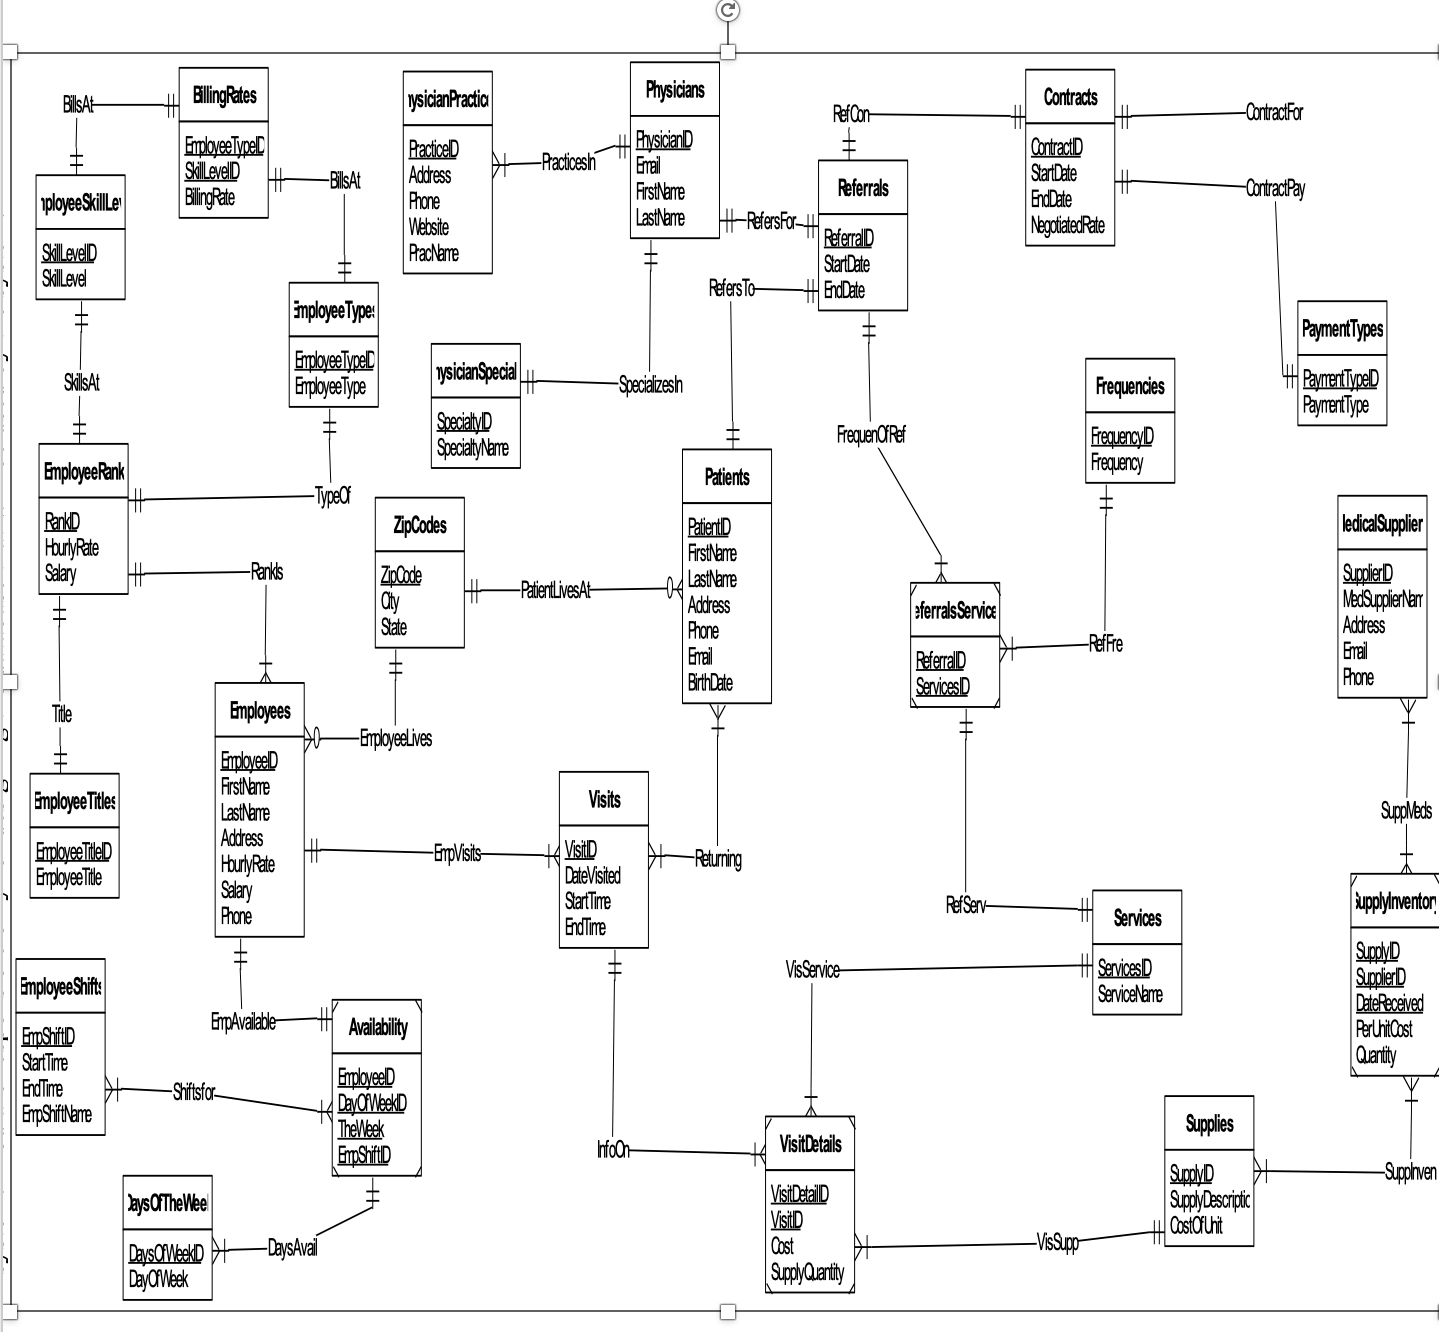 BillingRates
EmployeeTypeID
SkillLevelID
BillingRate
BillsAt
BillsAt
ployeeSkillLe
SkillLevelID
SkillLevel
SkillsAt
EmployeeTypes
EmployeeTypeID
EmployeeType
TypeOf
EmployeeRank
RankID
HourlyRate
Salary
RankIs
Title
EmployeeTitles
EmployeeTitleID
EmployeeTitle
ysicianPractic
PracticeID
Address
Phone
Website
PracName
PracticesIn
Physicians
PhysicianID
Email
FirstName
LastName
RefersFor
RefersTo
ysicianSpecial
SpecialtyID
SpecialtyName
SpecializesIn
RefCon
Referrals
ReferralID
StartDate
EndDate
FrequenOfRef
Contracts
ContractID
StartDate
EndDate
NegotiatedRate
ContractFor
ContractPay
PaymentTypes
PaymentTypeID
PaymentType
Frequencies
FrequencyID
Frequency
RefFre
eferralsService
ReferralID
ServicesID
RefServ
ZipCodes
ZipCode
City
State
PatientLivesAt
Patients
PatientID
FirstName
LastName
Address
Phone
Email
BirthDate
Employees
EmployeeID
FirstName
LastName
Address
HourlyRate
Salary
Phone
EmployeeLives
EmpVisits
Visits
VisitID
DateVisited
StartTime
EndTime
Returning
edicalSupplier
SupplierID
MedSupplierNam
Address
Email
Phone
SuppMeds
upplyInventory
SupplyID
SupplierID
DateReceived
PerUnitCost
Quantity
SuppInven
Services
ServicesID
ServiceName
VisService
EmployeeShifts
EmpShiftID
StartTime
EndTime
EmpShiftName
Shiftsfor
EmpAvailable
Availability
EmployeeID
DayOfWeekID
TheWeek
EmpShiftID
DaysAvail
DaysOfTheWee
DaysOfWeekID
DayOfWeek
InfoOn
VisitDetails
VisitDetailID
VisitID
Cost
SupplyQuantity
VisSupp
Supplies
SupplyID
SupplyDescriptic
CostOfUnit